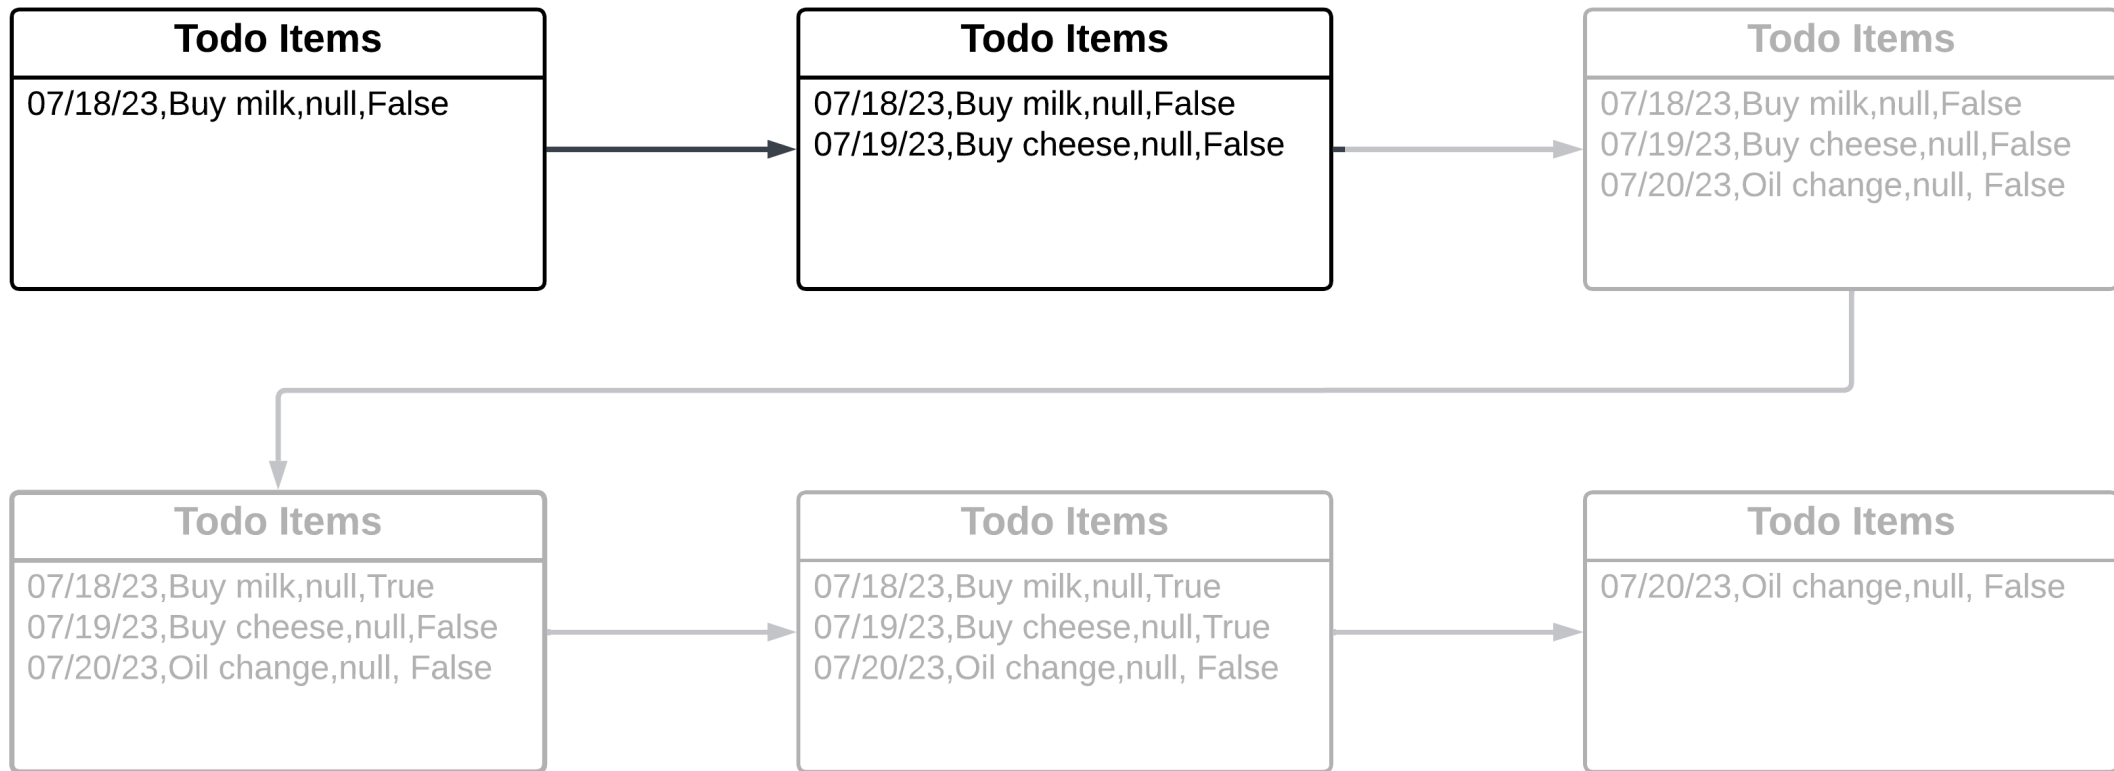 Todo Items
07/18/23,Buy milk,null,False
Todo Items
07/18/23,Buy milk,null,False
07/19/23,Buy cheese,null,False
Todo Items
07/18/23,Buy milk,null,False
07/19/23,Buy cheese,null,False
07/20/23,Oil change,null, False
Todo Items
07/18/23,Buy milk,null,True
07/19/23,Buy cheese,null,False
07/20/23,Oil change,null, False
Todo Items
07/18/23,Buy milk,null,True
07/19/23,Buy cheese,null,True
07/20/23,Oil change,null, False
Todo Items
07/20/23,Oil change,null, False